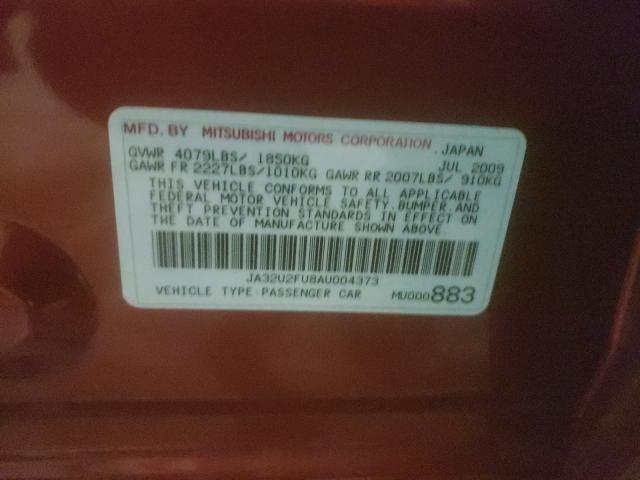 MFD. BY MITSUBISHI MOTORS CORPORATION, JAPAN
GVWR 4079LBS/ 1850KG JUL 2009
GAWR FR 2227LBS/1010KG GAWR RR 2007LBS/ 910KG
THIS VEHICLE CONFORMS TO ALL APPLICABLE
FEDERAL MOTOR VEHICLE SAFETY, BUMPER, AND
THEFT PREVENTION STANDARDS IN EFFECT ON
THE DATE OF MANUFACTURE SHOWN ABOVE
JA32U2FU8AU004373
VEHICLE TYPE:PASSENGER CAR MU000883